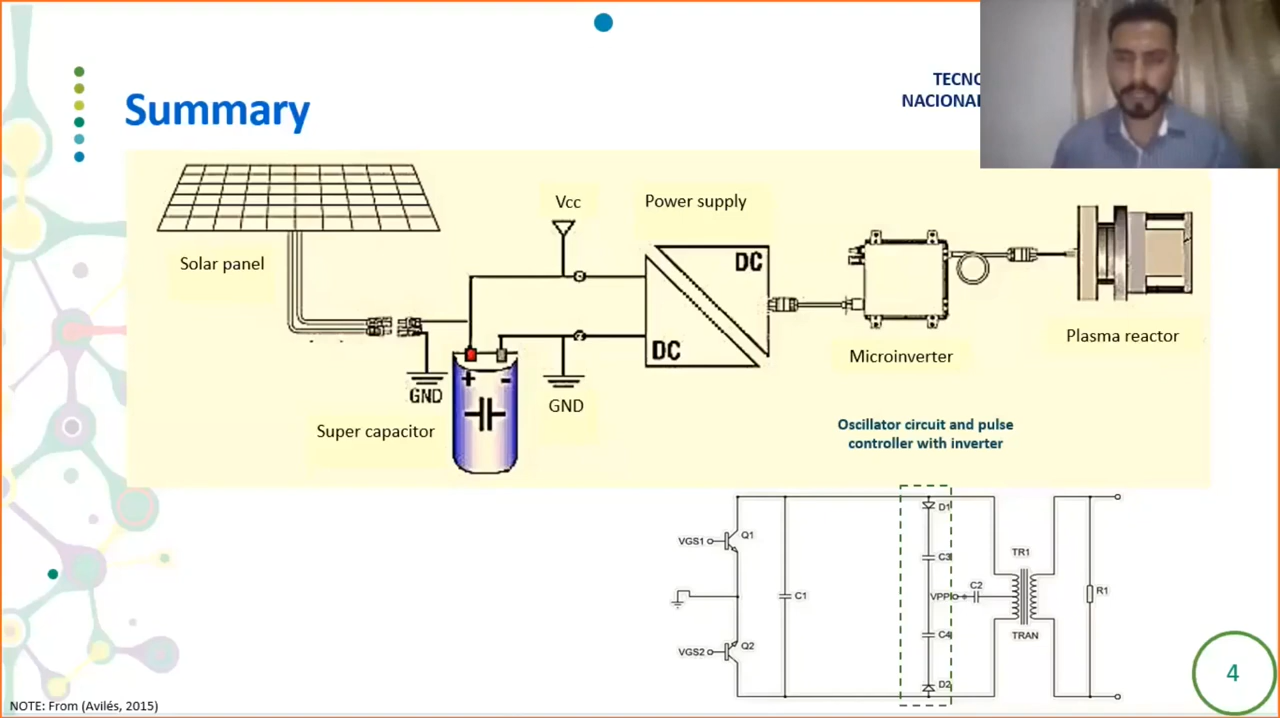 TECNO
NACIONAL
Summary
Vcc
Power supply
DC
Solar panel
DC
Plasma reactor
Microinverter
+ -
GND
GND
Super capacitor
Oscillator circuit and pulse
controller with inverter
D1
VGS1
Q1
TR1
C3
C2
C1
VPP
R1
C4
TRAN
Q2
VGS2
D2
4
NOTE: From (Avilés, 2015)